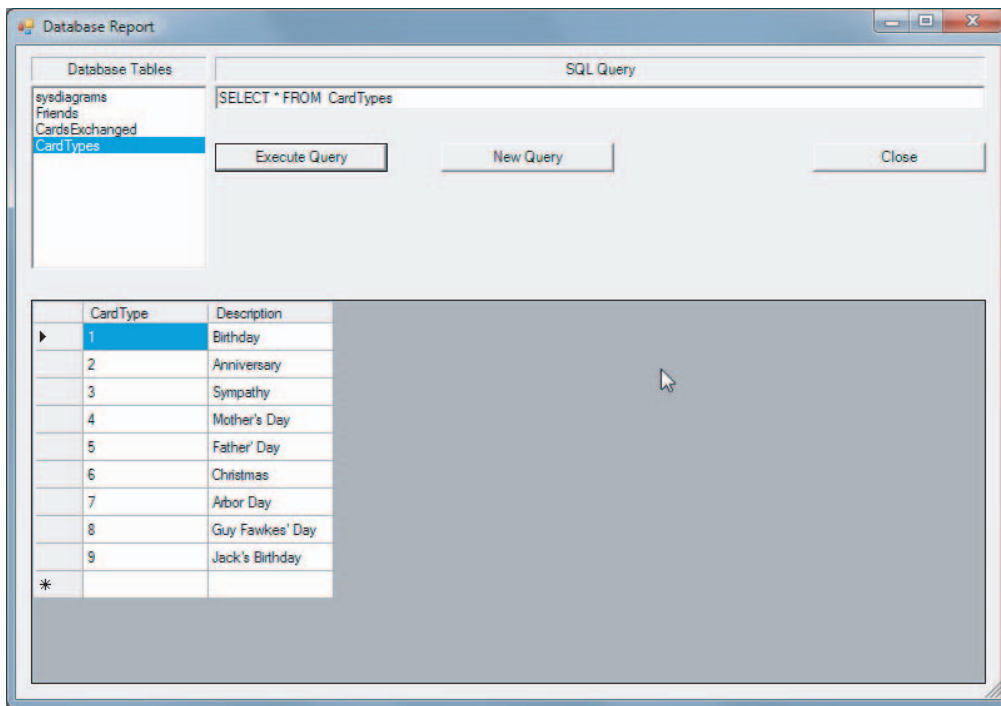 Database Report
Database Tables
SQL Query
sysdiagrams
Friends
CardsExchanged
CardTypes
SELECT * FROM CardTypes
Execute Query
New Query
Close
CardType Description
1 Birthday
2 Anniversary
3 Sympathy
4 Mother's Day
5 Father' Day
6 Christmas
7 Arbor Day
8 Guy Fawkes' Day
9 Jack's Birthday